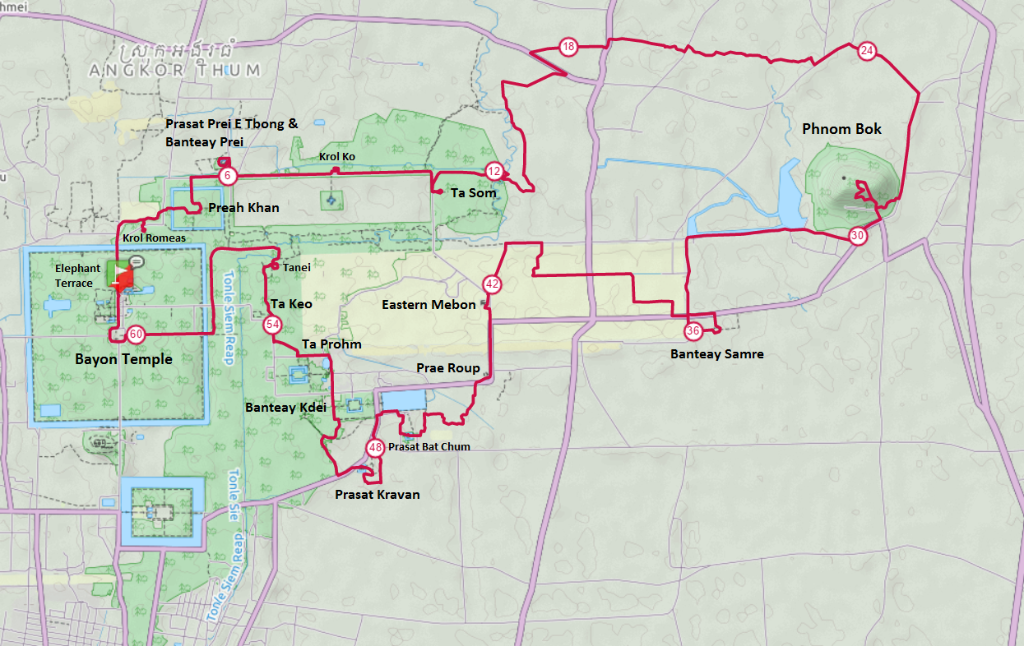 hmei
ស្រុកអង្គរធំ
ANGKOR THUM
18
24
Prasat Prei E Tbong &
Banteay Prei
Phnom Bok
Krol Ko
12
6
Ta Som
u
Preah Khan
Krol Romeas
30
Elephant
Terrace
Tanei
42
Tonle Siem Reap
Ta Keo
Eastern Mebon
54
60
36
Ta Prohm
Bayon Temple
Banteay Samre
Prae Roup
Banteay Kdei
48
Prasat Bat Chum
Prasat Kravan
Tonle Sie
Tonle Siem Reap